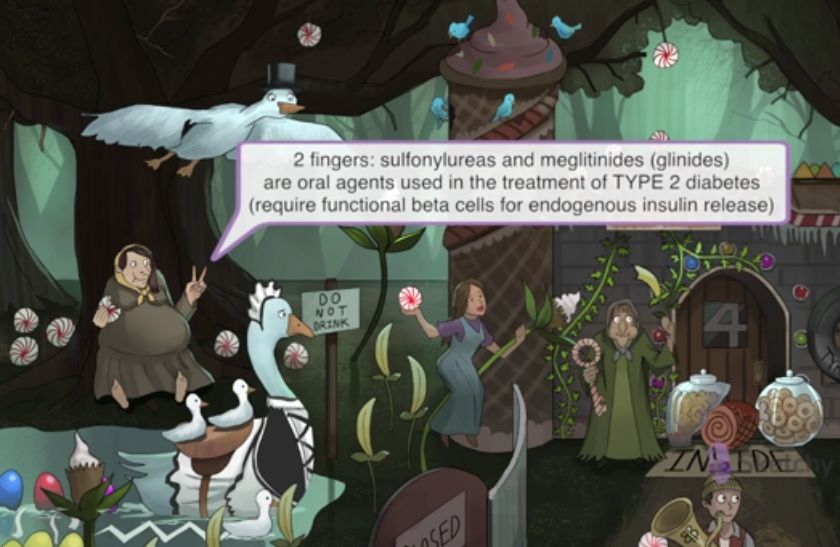 2 fingers: sulfonylureas and meglitinides (glinides)
are oral agents used in the treatment of TYPE 2 diabetes
(require functional beta cells for endogenous insulin release)
DO
NOT
DRINK
4
INSIDE